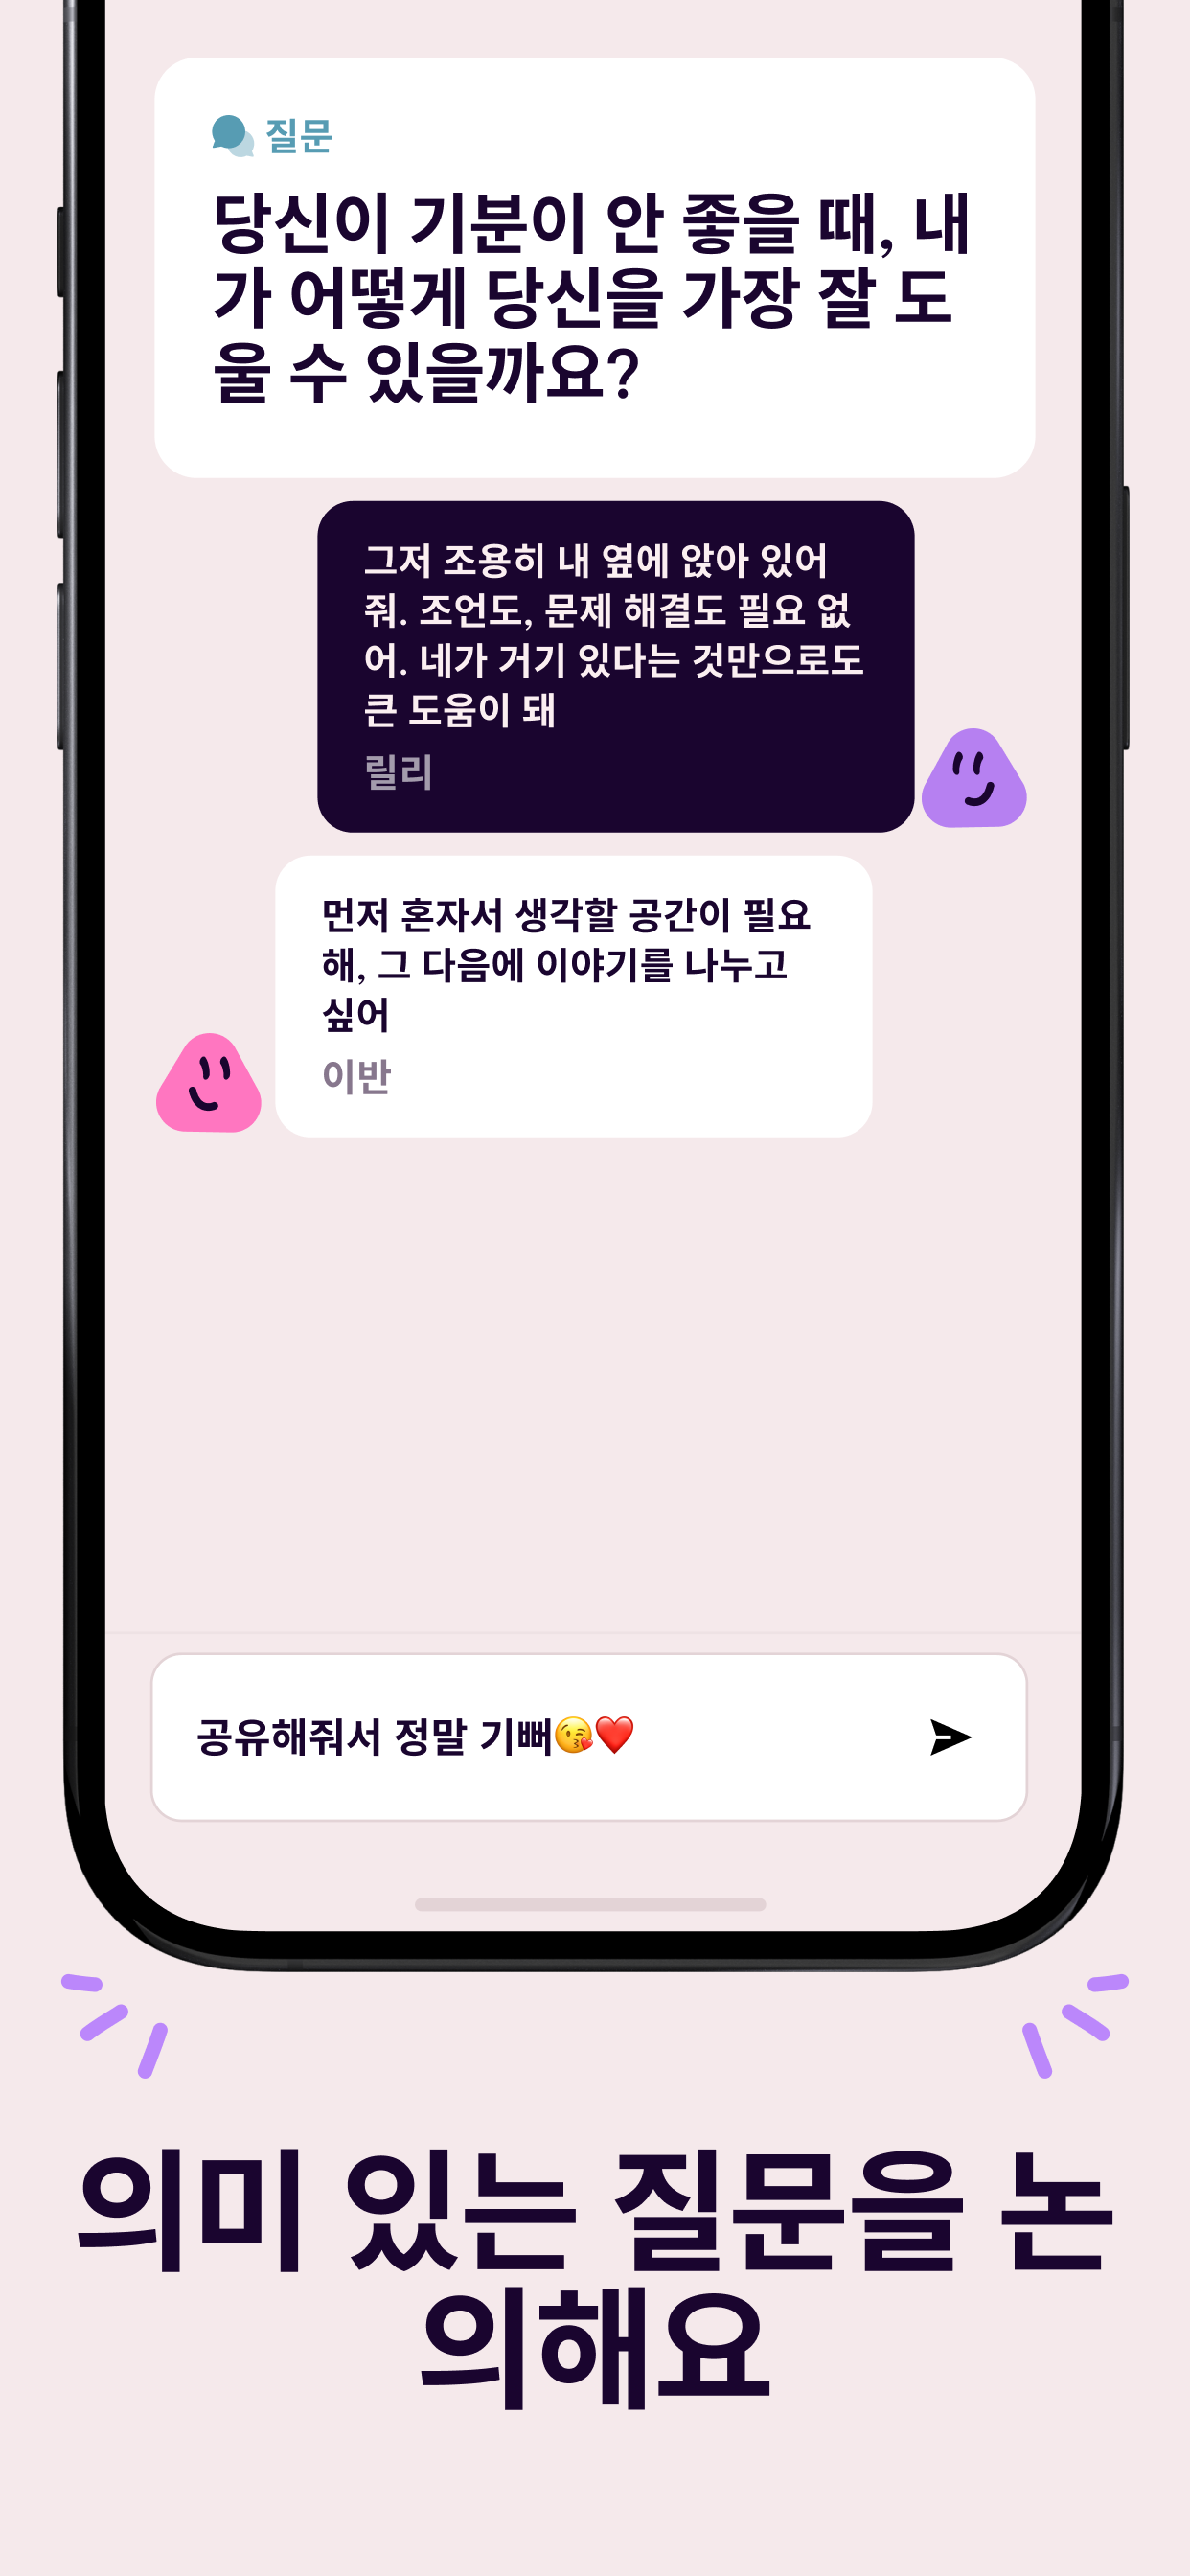 질문
당신이 기분이 안 좋을 때, 내
가 어떻게 당신을 가장 잘 도
울 수 있을까요?
그저 조용히 내 옆에 앉아 있어
줘. 조언도, 문제 해결도 필요 없
어. 네가 거기 있다는 것만으로도
큰 도움이 돼
릴리
먼저 혼자서 생각할 공간이 필요
해, 그 다음에 이야기를 나누고
싶어
이반
공유해줘서 정말 기뻐😘❤️
의미 있는 질문을 논
의해요